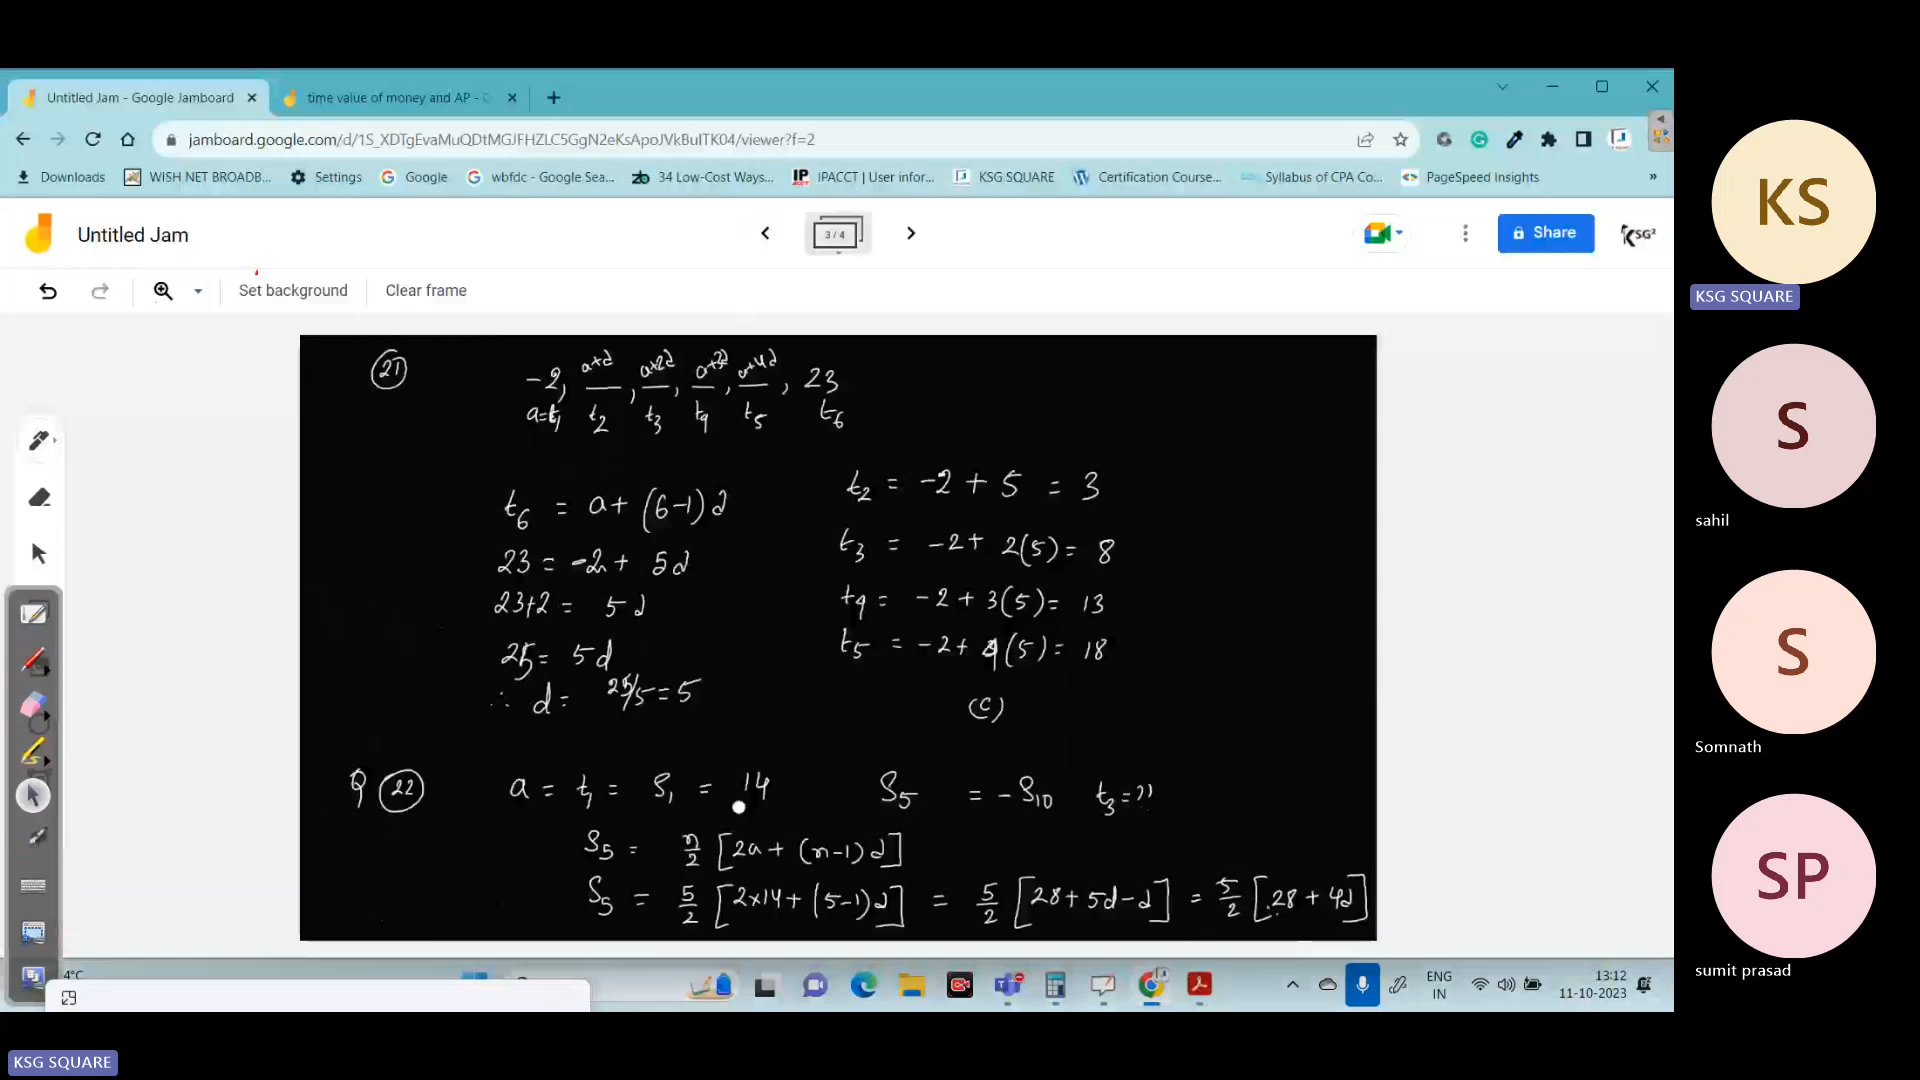 Untitled Jam - Google Jamboard
time value of money and AP -
jamboard.google.com/d/1S_XDTgEvaMuQDtMGJFHZLC5GgN2eKsApoJVkBuITK04/viewer?f=2
Downloads WISH NET BROADB... Settings Google wbfdc - Google Sea... 34 Low-Cost Ways... IPACCT | User infor... KSG SQUARE Certification Course... Syllabus of CPA Co... PageSpeed Insights »
Untitled Jam
3 / 4
Share
KSG²
Set background
Clear frame
21
a+d a+2d a+3d a+4d
-2, __, __, __, __, 23
a=t1 t2 t3 t4 t5 t6
t6 = a+ (6-1)d
23 = -2+ 5d
23+2 = 5d
25 = 5d
∴ d = 25/5 = 5
t2 = -2 + 5 = 3
t3 = -2+ 2(5) = 8
t4 = -2 + 3(5) = 13
t5 = -2+ 4(5) = 18
(C)
Q 22 a = t1 = S1 = 14 S5 = - S10 t3 = ??
S5 = n/2 [2a + (n-1)d]
S5 = 5/2 [2×14 + (5-1)d] = 5/2 [28 + 5d-d] = 5/2 [28 + 4d]
4°C
ENG
IN
13:12
11-10-2023
KS
KSG SQUARE
S
sahil
S
Somnath
SP
sumit prasad
KSG SQUARE